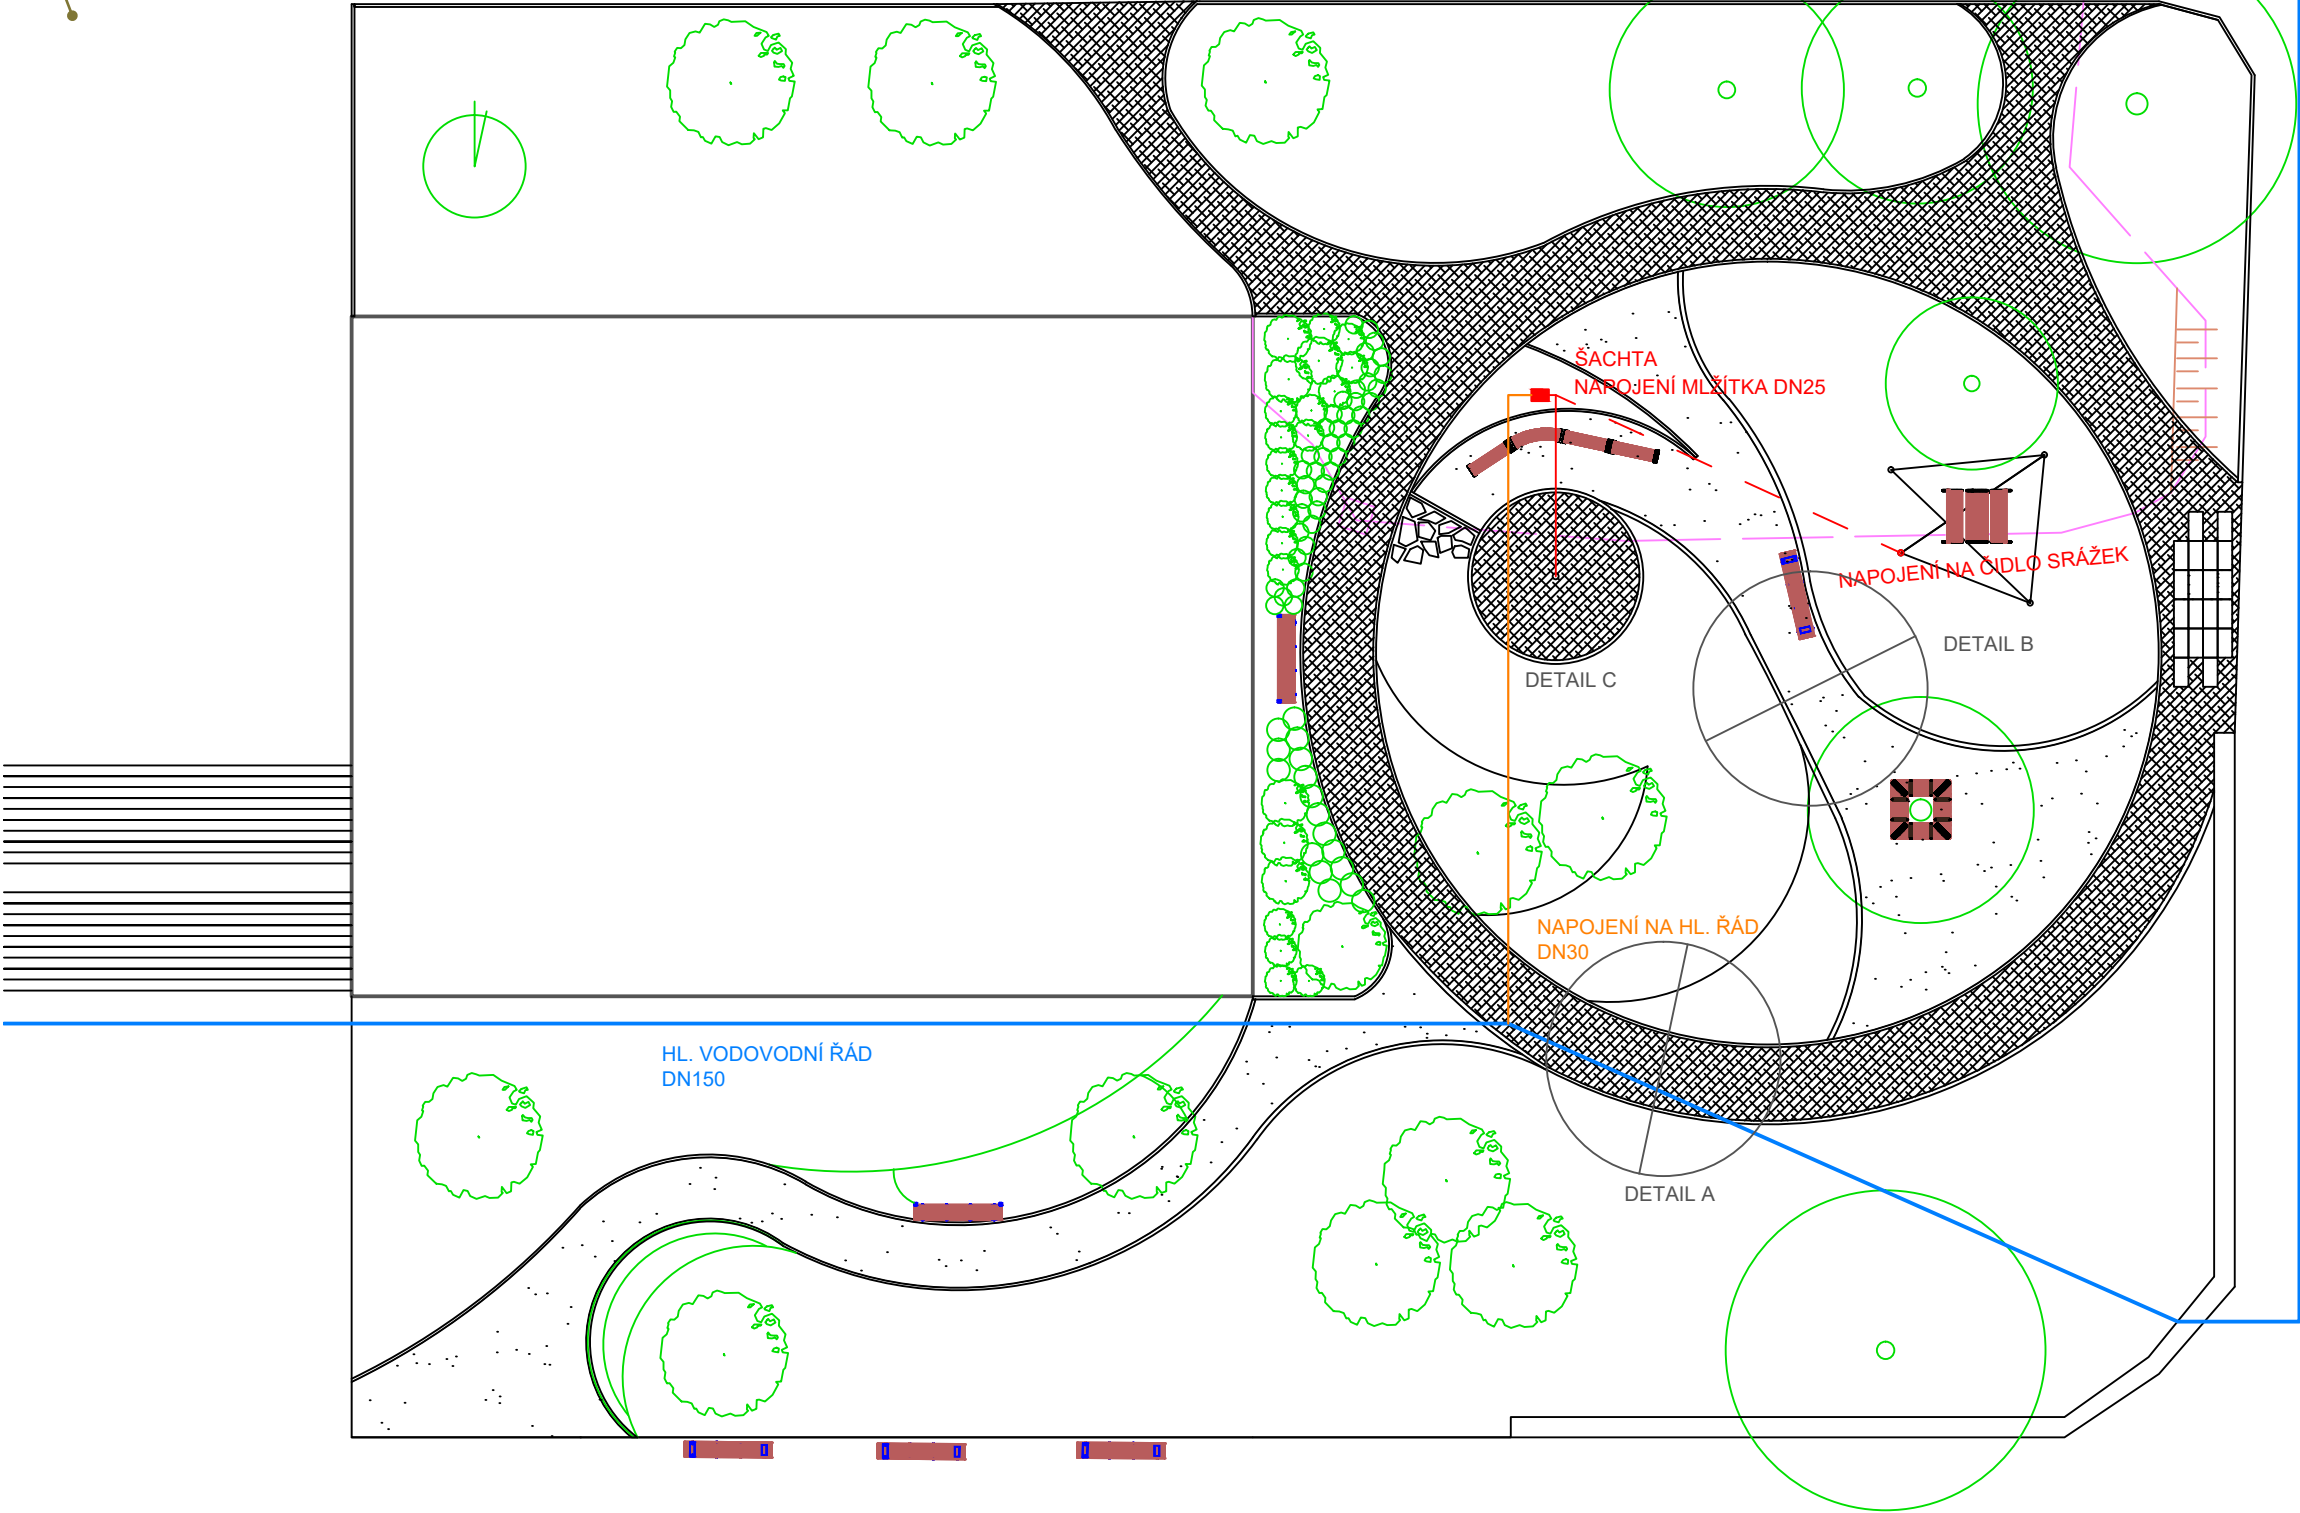 ŠACHTA
NAPOJENÍ MLŽÍTKA DN25
NAPOJENÍ NA ČIDLO SRÁŽEK
DETAIL B
DETAIL C
NAPOJENÍ NA HL. ŘÁD
DN30
HL. VODOVODNÍ ŘÁD
DN150
DETAIL A